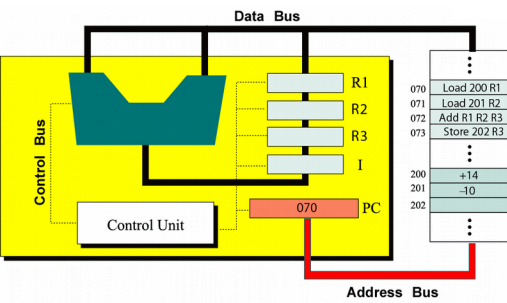 Data Bus
R1
R2
R3
I
Control Bus
Control Unit
070
PC
070 Load 200 R1
071 Load 201 R2
072 Add R1 R2 R3
073 Store 202 R3
200 +14
201 –10
202
Address Bus